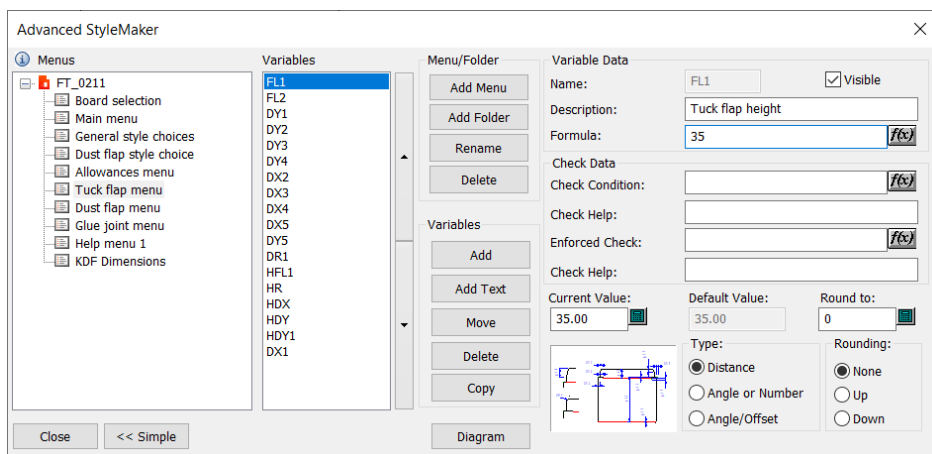 Advanced StyleMaker
Menus
FT_0211
Board selection
Main menu
General style choices
Dust flap style choice
Allowances menu
Tuck flap menu
Dust flap menu
Glue joint menu
Help menu 1
KDF Dimensions
Variables
FL1
FL2
DY1
DY2
DY3
DY4
DX2
DX3
DX4
DX5
DY5
DR1
HFL1
HR
HDX
HDY
HDY1
DX1
Menu/Folder
Add Menu
Add Folder
Rename
Delete
Variables
Add
Add Text
Move
Delete
Copy
Variable Data
Name: FL1 Visible
Description: Tuck flap height
Formula: 35 f(x)
Check Data
Check Condition: f(x)
Check Help:
Enforced Check: f(x)
Check Help:
Current Value: Default Value: Round to:
35.00 35.00 0
Type: Rounding:
Distance None
Angle or Number Up
Angle/Offset Down
Close << Simple Diagram